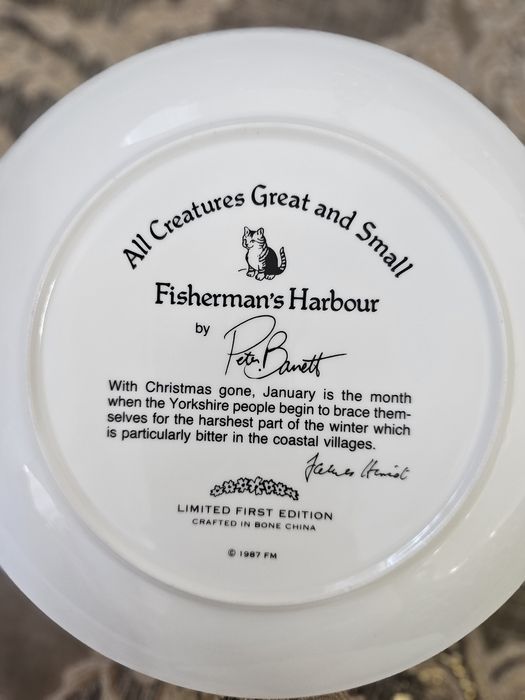 All Creatures Great and Small
Fisherman's Harbour
by Peter Barrett
With Christmas gone, January is the month
when the Yorkshire people begin to brace them-
selves for the harshest part of the winter which
is particularly bitter in the coastal villages.
James Herriot
LIMITED FIRST EDITION
CRAFTED IN BONE CHINA
© 1987 FM